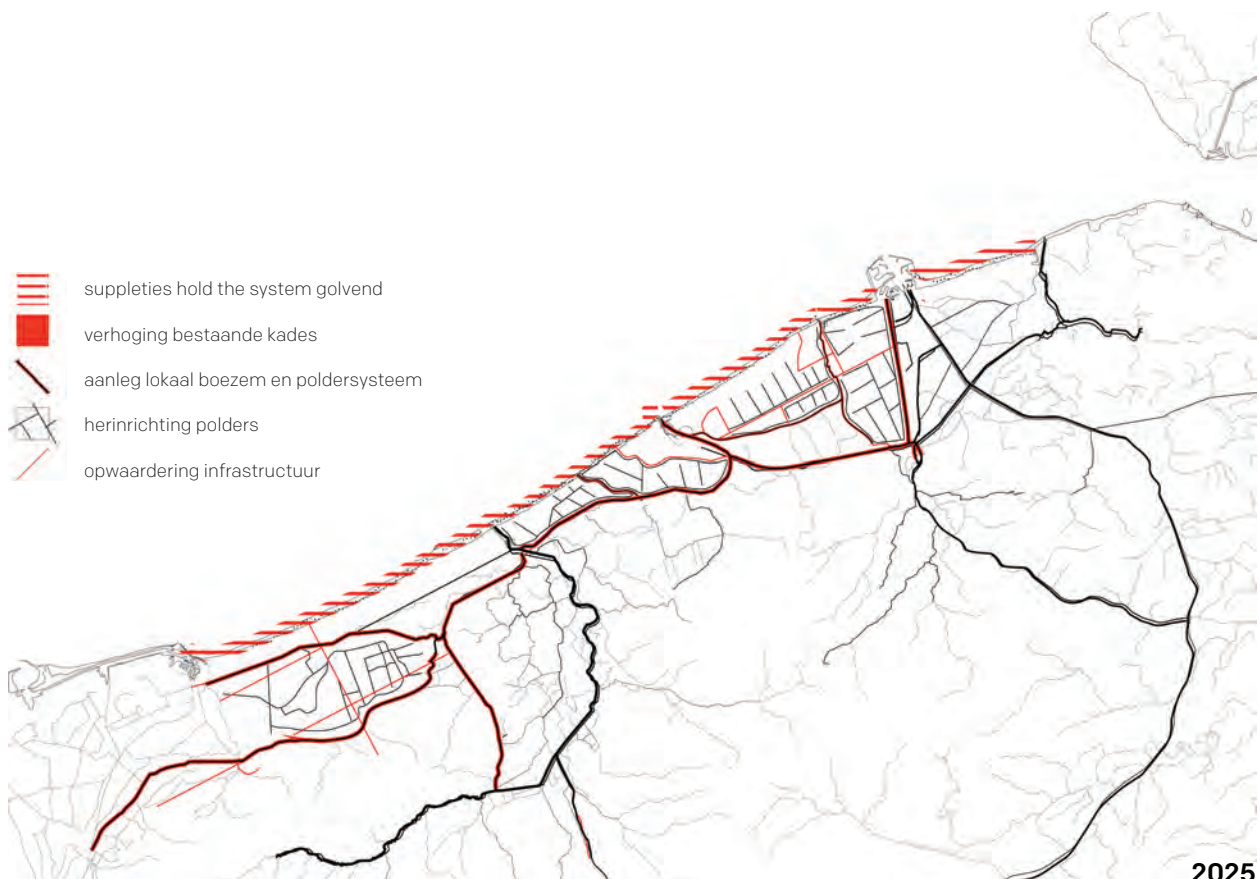 suppleties hold the system golvend
verhoging bestaande kades
aanleg lokaal boezem en poldersysteem
herinrichting polders
opwaardering infrastructuur
2025